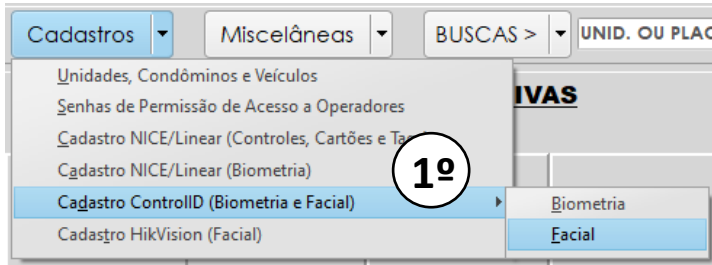 Cadastros Miscelâneas BUSCAS > UNID. OU PLAC
IVAS
Unidades, Condôminos e Veículos
Senhas de Permissão de Acesso a Operadores
Cadastro NICE/Linear (Controles, Cartões e
Cadastro NICE/Linear (Biometria)
1º
Cadastro ControlID (Biometria e Facial)
Biometria
Cadastro HikVision (Facial)
Facial